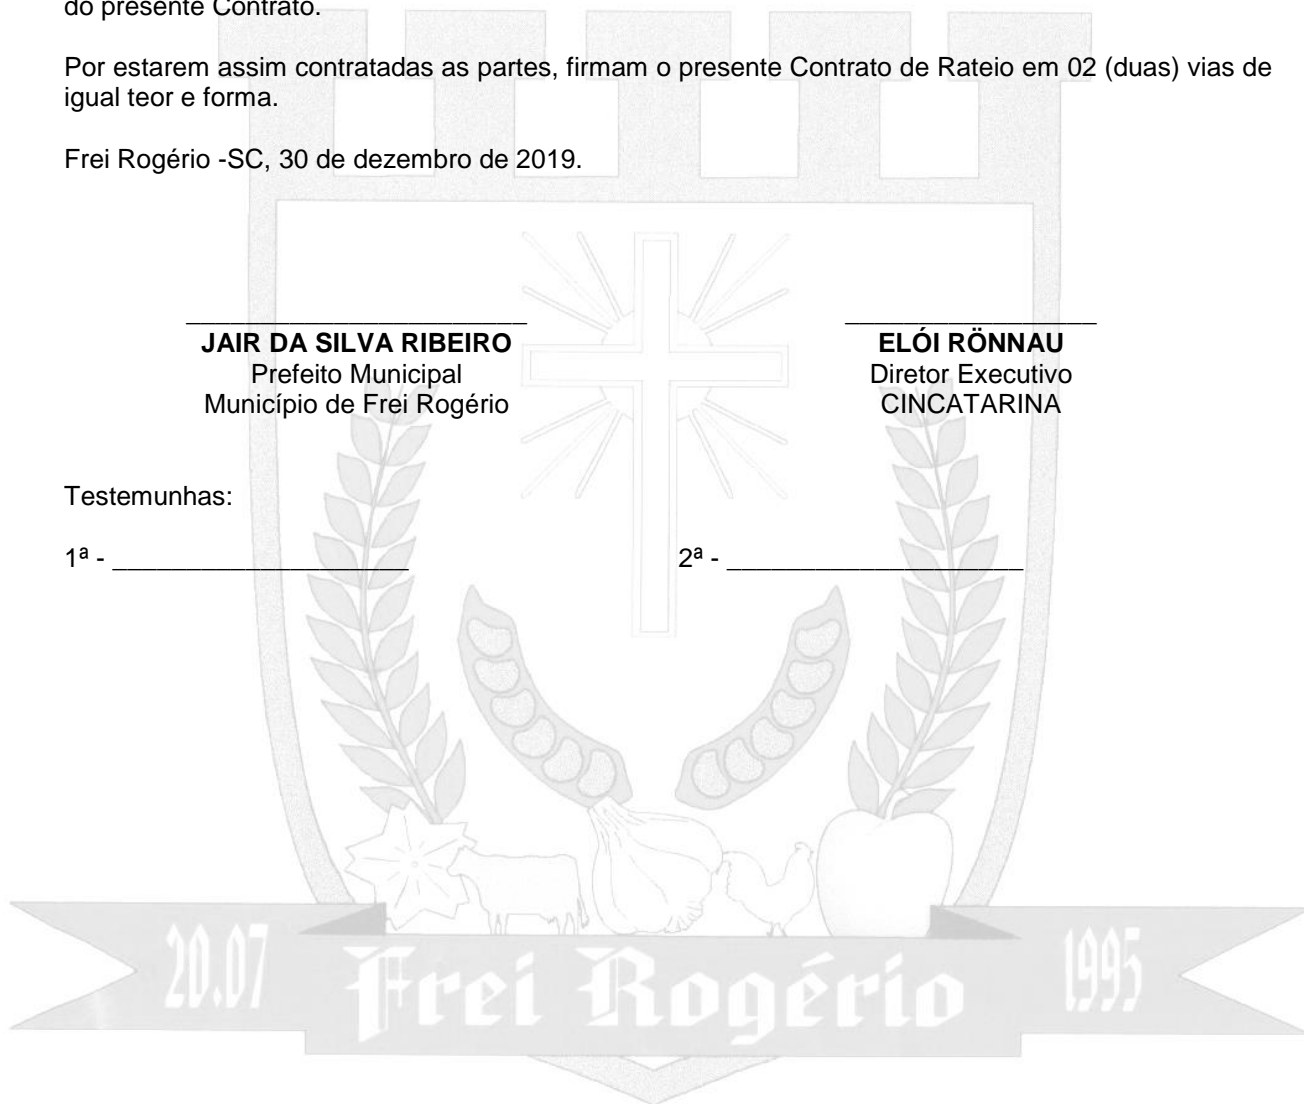 do presente Contrato.
Por estarem assim contratadas as partes, firmam o presente Contrato de Rateio em 02 (duas) vias de
igual teor e forma.
Frei Rogério -SC, 30 de dezembro de 2019.
JAIR DA SILVA RIBEIRO
Prefeito Municipal
Município de Frei Rogério
ELÓI RÖNNAU
Diretor Executivo
CINCATARINA
Testemunhas:
1ª - ____________________ 2ª - ____________________
20.07 Frei Rogério 1995